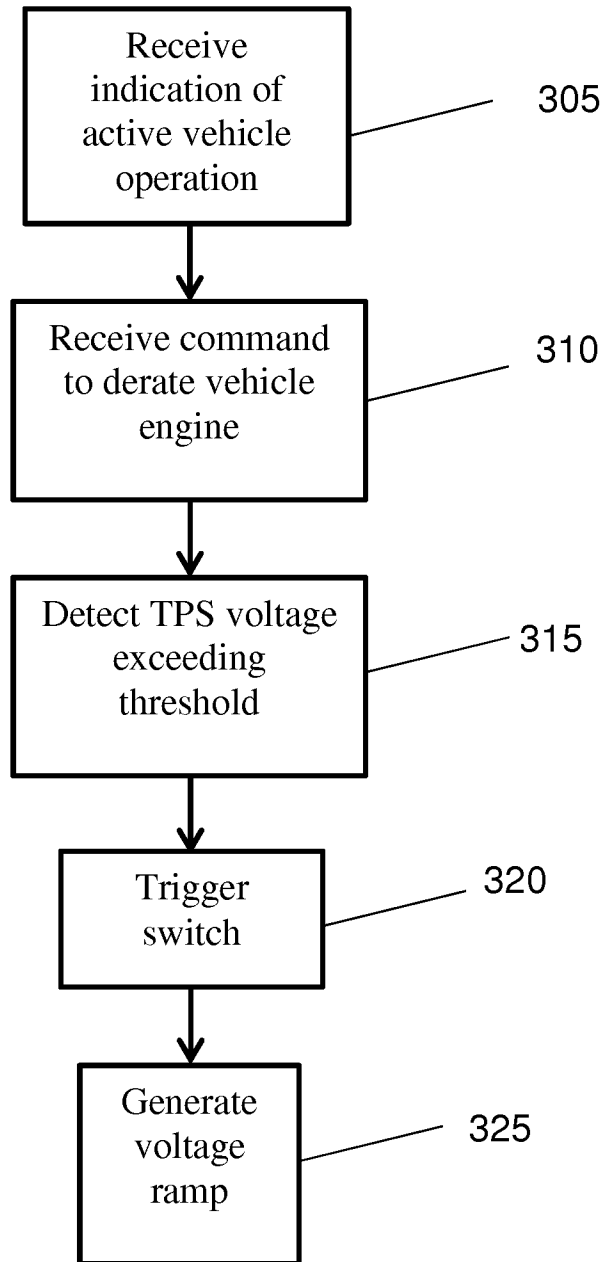 Receive
indication of
active vehicle
operation
305
Receive command
to derate vehicle
engine
310
Detect TPS voltage
exceeding
threshold
315
Trigger
switch
320
Generate
voltage
ramp
325